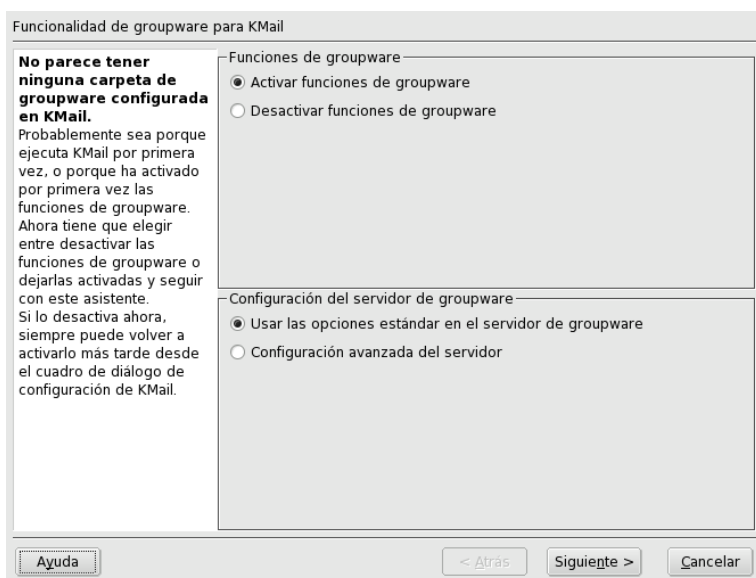 Funcionalidad de groupware para KMail
No parece tener
ninguna carpeta de
groupware configurada
en KMail.
Probablemente sea porque
ejecuta KMail por primera
vez, o porque ha activado
por primera vez las
funciones de groupware.
Ahora tiene que elegir
entre desactivar las
funciones de groupware o
dejarlas activadas y seguir
con este asistente.
Si lo desactiva ahora,
siempre puede volver a
activarlo más tarde desde
el cuadro de diálogo de
configuración de KMail.
Funciones de groupware
Activar funciones de groupware
Desactivar funciones de groupware
Configuración del servidor de groupware
Usar las opciones estándar en el servidor de groupware
Configuración avanzada del servidor
Ayuda
< Atrás
Siguiente >
Cancelar